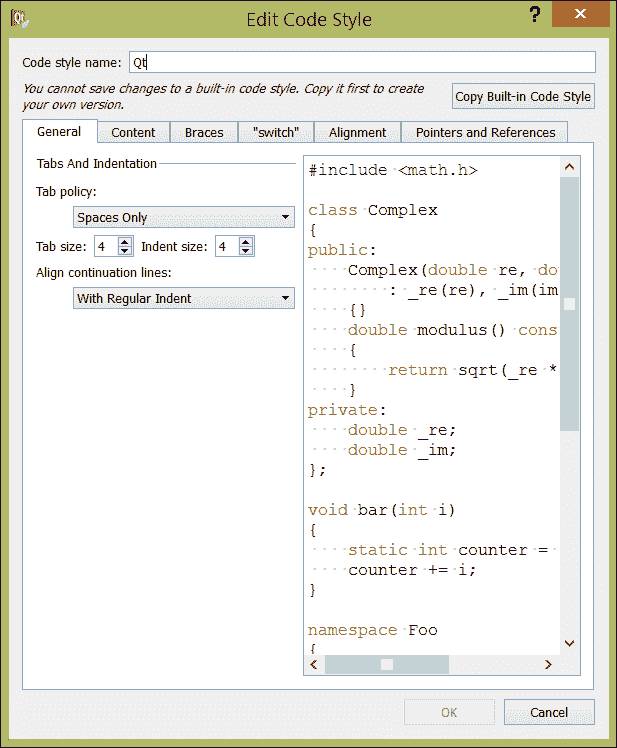 Qt
Edit Code Style
?
Code style name: Qt
You cannot save changes to a built-in code style. Copy it first to create
your own version.
Copy Built-in Code Style
General Content Braces "switch" Alignment Pointers and References
Tabs And Indentation
Tab policy:
Spaces Only
Tab size: 4 Indent size: 4
Align continuation lines:
With Regular Indent
#include <math.h>
class Complex
{
public:
Complex(double re, do
: _re(re), _im(im
{}
double modulus() cons
{
return sqrt(_re *
}
private:
double _re;
double _im;
};
void bar(int i)
{
static int counter =
counter += i;
}
namespace Foo
{
OK Cancel